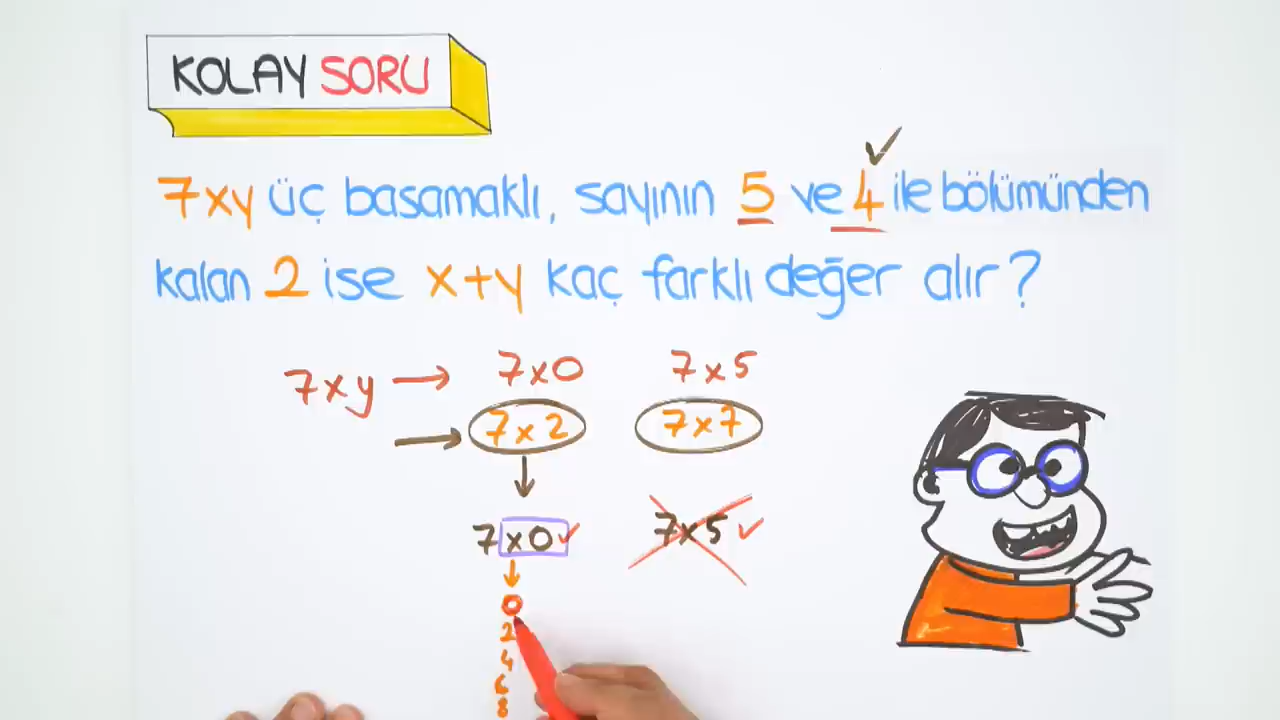 KOLAY SORU
7xy üç basamaklı, sayının 5 ve 4 ile bölümünden
kalan 2 ise x+y kaç farklı değer alır?
7xy → 7x0 7x5
→ 7x2 7x7
7x0 ✓ 7x5 ✓
0
2
4
6
8